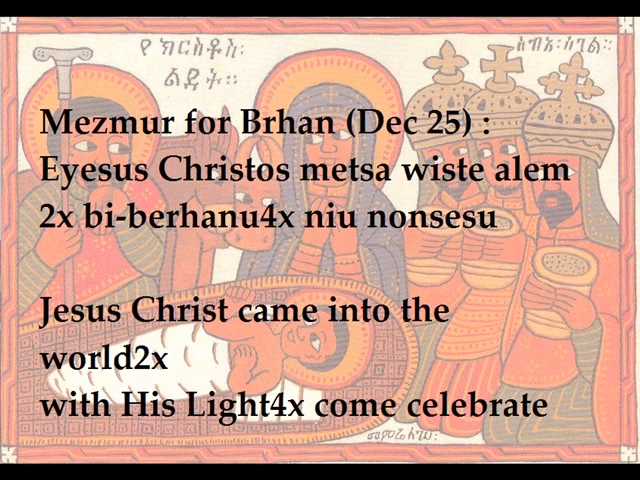 የ ክርስቶስ፡
ልደት።
ሰብአ፡ሰገል።
Mezmur for Brhan (Dec 25) :
Eyesus Christos metsa wiste alem
2x bi-berhanu4x niu nonsesu
Jesus Christ came into the
world2x
with His Light4x come celebrate